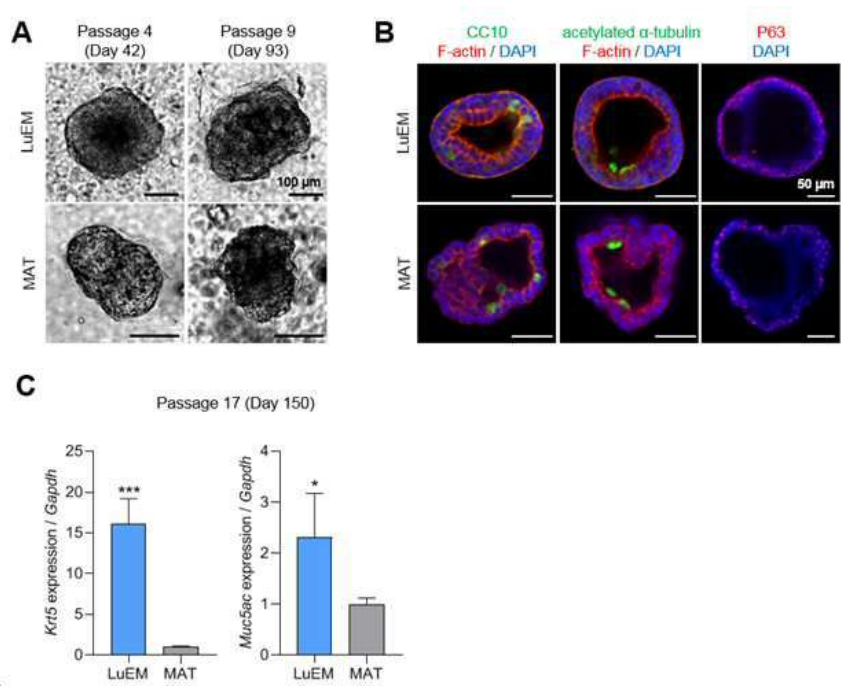 A
Passage 4
(Day 42)
Passage 9
(Day 93)
LuEM
100 µm
MAT
B
CC10
F-actin / DAPI
acetylated α-tubulin
F-actin / DAPI
P63
DAPI
LuEM
50 µm
MAT
C
Passage 17 (Day 150)
Krt5 expression / Gapdh
25
20
15
10
5
0
***
LuEM MAT
Muc5ac expression / Gapdh
4
3
2
1
0
*
LuEM MAT